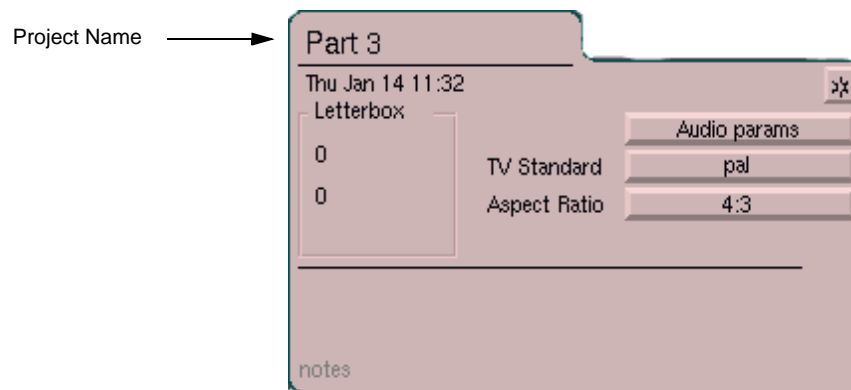 Project Name
Part 3
Thu Jan 14 11:32
Letterbox
Audio params
0
TV Standard pal
0
Aspect Ratio 4:3
notes